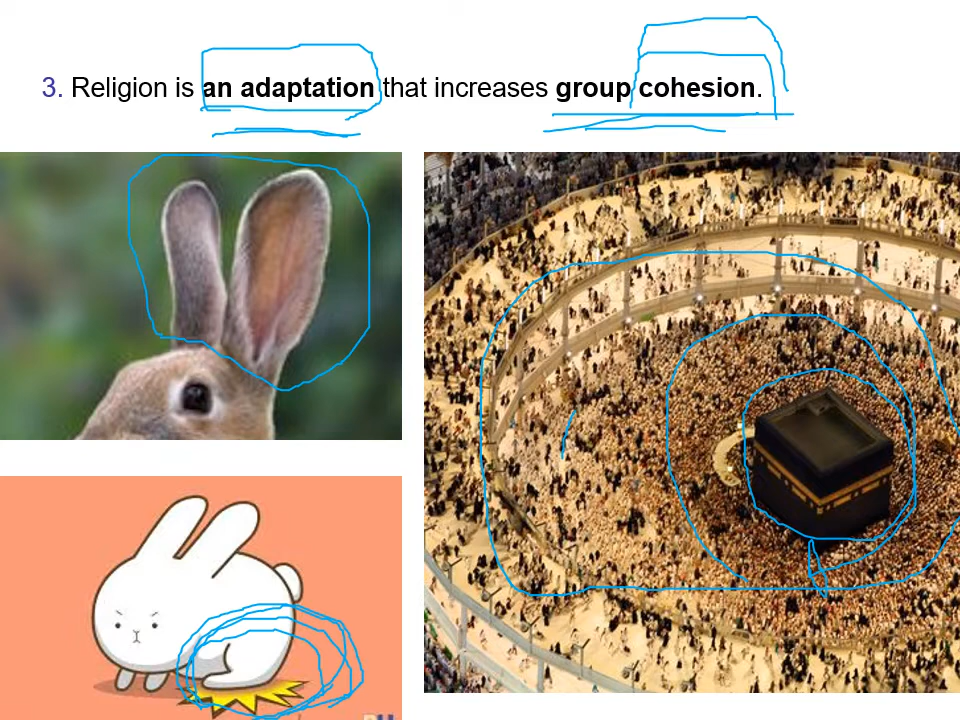 3. Religion is an adaptation that increases group cohesion.